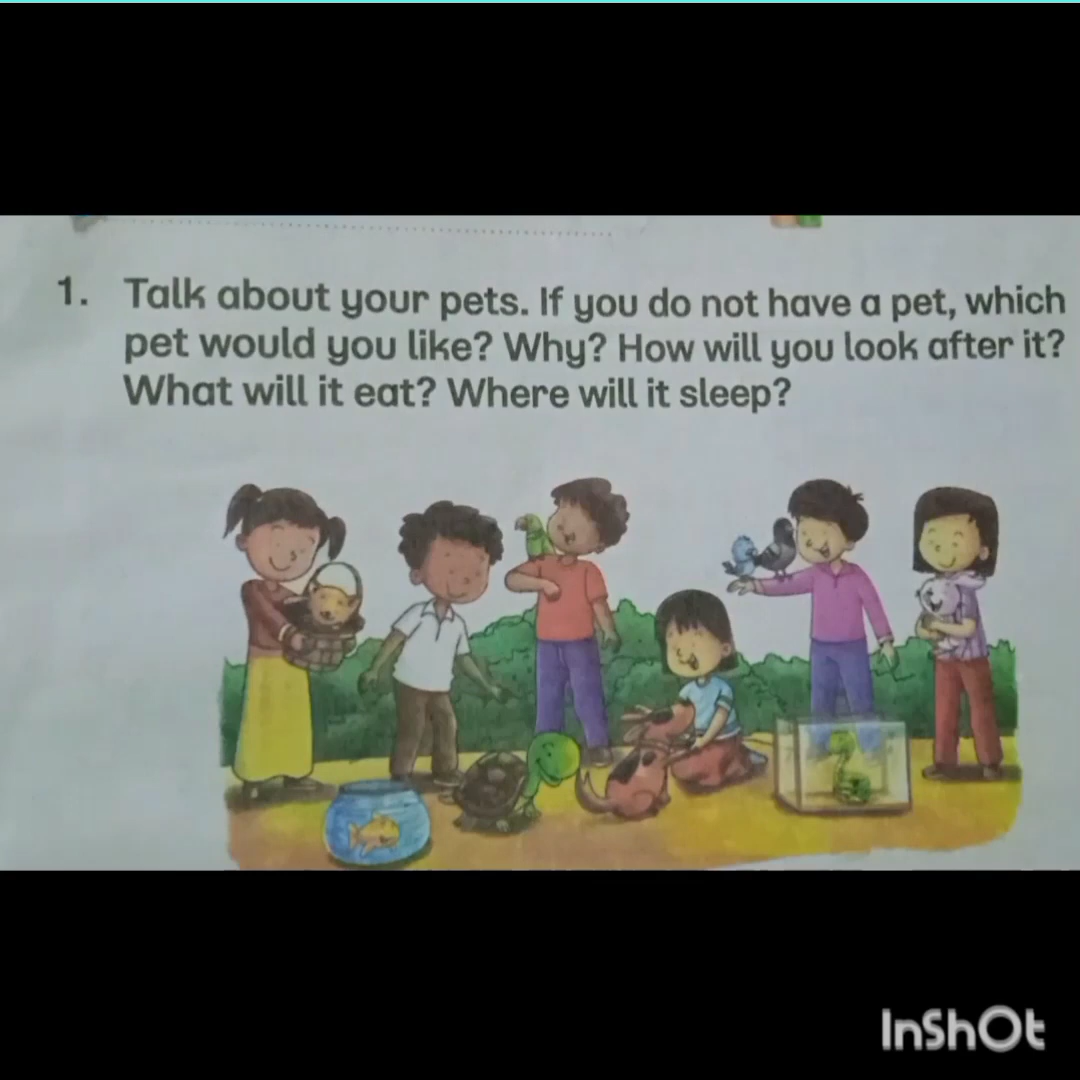 1. Talk about your pets. If you do not have a pet, which
pet would you like? Why? How will you look after it?
What will it eat? Where will it sleep?
InShOt